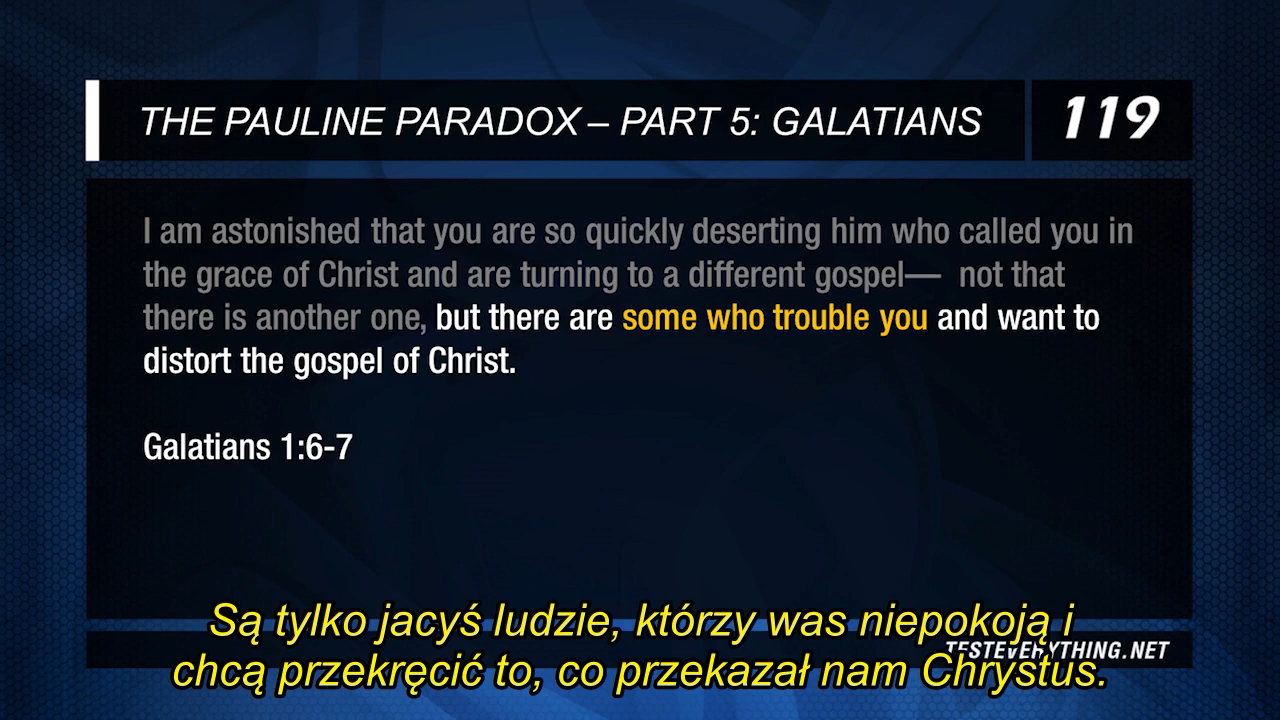 THE PAULINE PARADOX – PART 5: GALATIANS
119
I am astonished that you are so quickly deserting him who called you in
the grace of Christ and are turning to a different gospel— not that
there is another one, but there are some who trouble you and want to
distort the gospel of Christ.
Galatians 1:6-7
Są tylko jacyś ludzie, którzy was niepokoją i
TESTEVERYTHING.NET
chcą przekręcić to, co przekazał nam Chrystus.